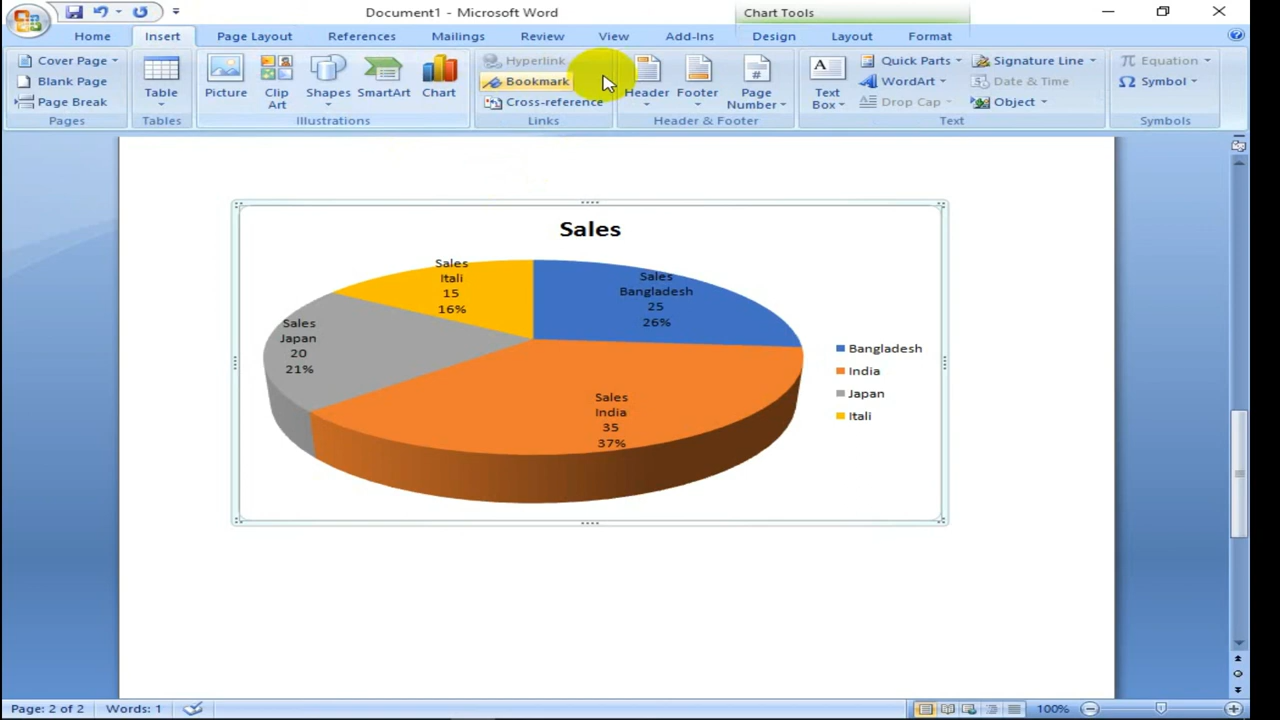 Document1 - Microsoft Word
Chart Tools
Home Insert Page Layout References Mailings Review View Add-Ins Design Layout Format
Cover Page
Blank Page
Page Break
Pages
Table
Tables
Picture
Clip
Art
Shapes
SmartArt
Chart
Illustrations
Hyperlink
Bookmark
Cross-reference
Links
Header
Footer
Page
Number
#
Header & Footer
A
Text
Box
Quick Parts
WordArt
Drop Cap
Signature Line
Date & Time
Object
Text
π Equation
Ω Symbol
Symbols
Sales
Sales
Itali
15
16%
Sales
Bangladesh
25
26%
Sales
Japan
20
21%
Sales
India
35
37%
Bangladesh
India
Japan
Itali
Page: 2 of 2
Words: 1
100%